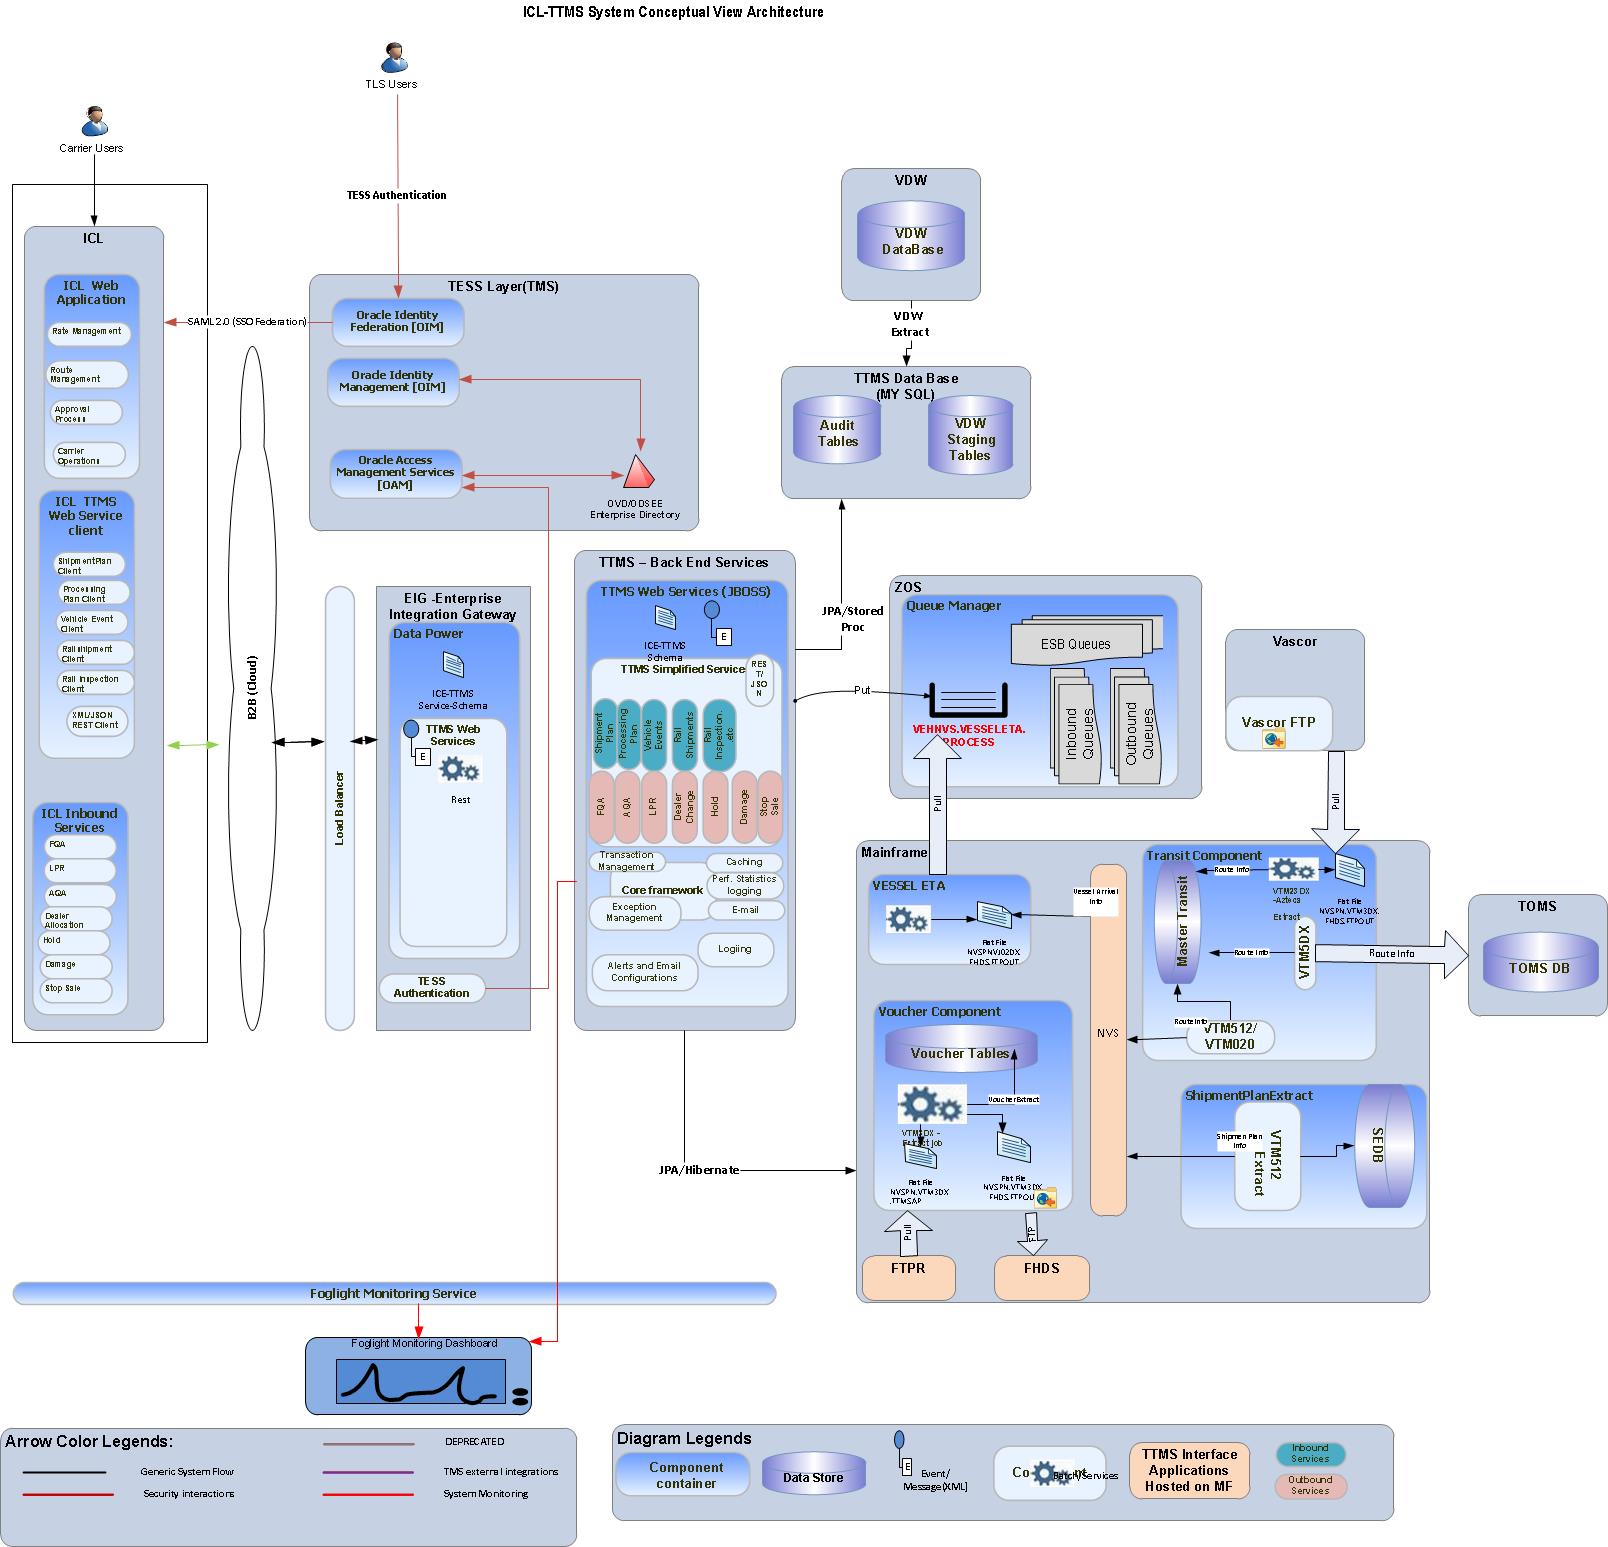 ICL-TTMS System Conceptual View Architecture
TLS Users
Carrier Users
TESS Authentication
ICL
ICL Web
Application
Rate Management
Route
Management
Approval
Process
Carrier
Operations
ICL TTMS
Web Service
client
ShipmentPlan
Client
Processing
Plan Client
Vehicle Event
Client
Rail shipment
Client
Rail Inspection
Client
XML/JSON
REST Client
ICL Inbound
Services
FQA
LPR
AQA
Dealer
Allocation
Hold
Damage
Stop Sale
SAML 2.0 (SSO Federation)
B2B (Cloud)
Load Balancer
TESS Layer(TMS)
Oracle Identity
Federation [OIM]
Oracle Identity
Management [OIM]
Oracle Access
Management Services
[OAM]
OVD/ODSEE
Enterprise Directory
EIG -Enterprise
Integration Gateway
Data Power
ICE-TTMS
Service-Schema
TTMS Web
Services
E
Rest
TESS
Authentication
TTMS – Back End Services
TTMS Web Services (JBOSS)
E
ICE-TTMS
Schema
TTMS Simplified Service
RES
T/
JSO
N
Shipment
Plan
Processing
Plan
Vehicle
Events
Rail
Shipments
Rail
Inspection.
etc
FQA
AQA
LPR
Dealer
Change
Hold
Damage
Stop
Sale
Transaction
Management
Caching
Core framework
Perf. Statistics
logging
Exception
Management
E-mail
Logiing
Alerts and Email
Configurations
VDW
VDW
DataBase
VDW
Extract
TTMS Data Base
(MY SQL)
Audit
Tables
VDW
Staging
Tables
JPA/Stored
Proc
Put
JPA/Hibernate
ZOS
Queue Manager
ESB Queues
VEHNVS.VESSELETA.
PROCESS
Inbound
Queues
Outbound
Queues
Pull
Vascor
Vascor FTP
Pull
Mainframe
VESSEL ETA
Flat File
NVSPNVJ02DX
FHDS.FTPOUT
Vessel Arrival
Info
NVS
Transit Component
Master Transit
Route Info
VTM23DX
-Aztecs
Extract
Flat File
NVSPN.VTM3DX.
FHDS.FTPOUT
Route Info
VTM5DX
Route Info
Route Info
VTM512/
VTM020
TOMS
TOMS DB
Voucher Component
Voucher Tables
Voucher Extract
VTM3DX -
Extract job
Flat File
NVSPN.VTM3DX
.TTMSAP
Flat File
NVSPN.VTM3DX
FHDS.FTPOU
Pull
FTP
FTPR
FHDS
ShipmentPlanExtract
Shipmen Plan
Info
VTM512
Extract
SEDB
Foglight Monitoring Service
Foglight Monitoring Dashboard
Arrow Color Legends:
DEPRECATED
Generic System Flow
TMS external integrations
Security interactions
System Monitoring
Diagram Legends
Component
container
Data Store
E
Event/
Message(XML)
Batch/Services
TTMS Interface
Applications
Hosted on MF
Inbound
Services
Outbound
Services